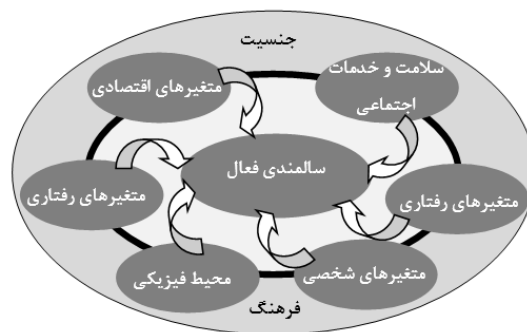 جنسیت
سلامت و خدمات
اجتماعی
متغیرهای اقتصادی
سالمندی فعال
متغیرهای رفتاری
متغیرهای رفتاری
متغیرهای شخصی
محیط فیزیکی
فرهنگ